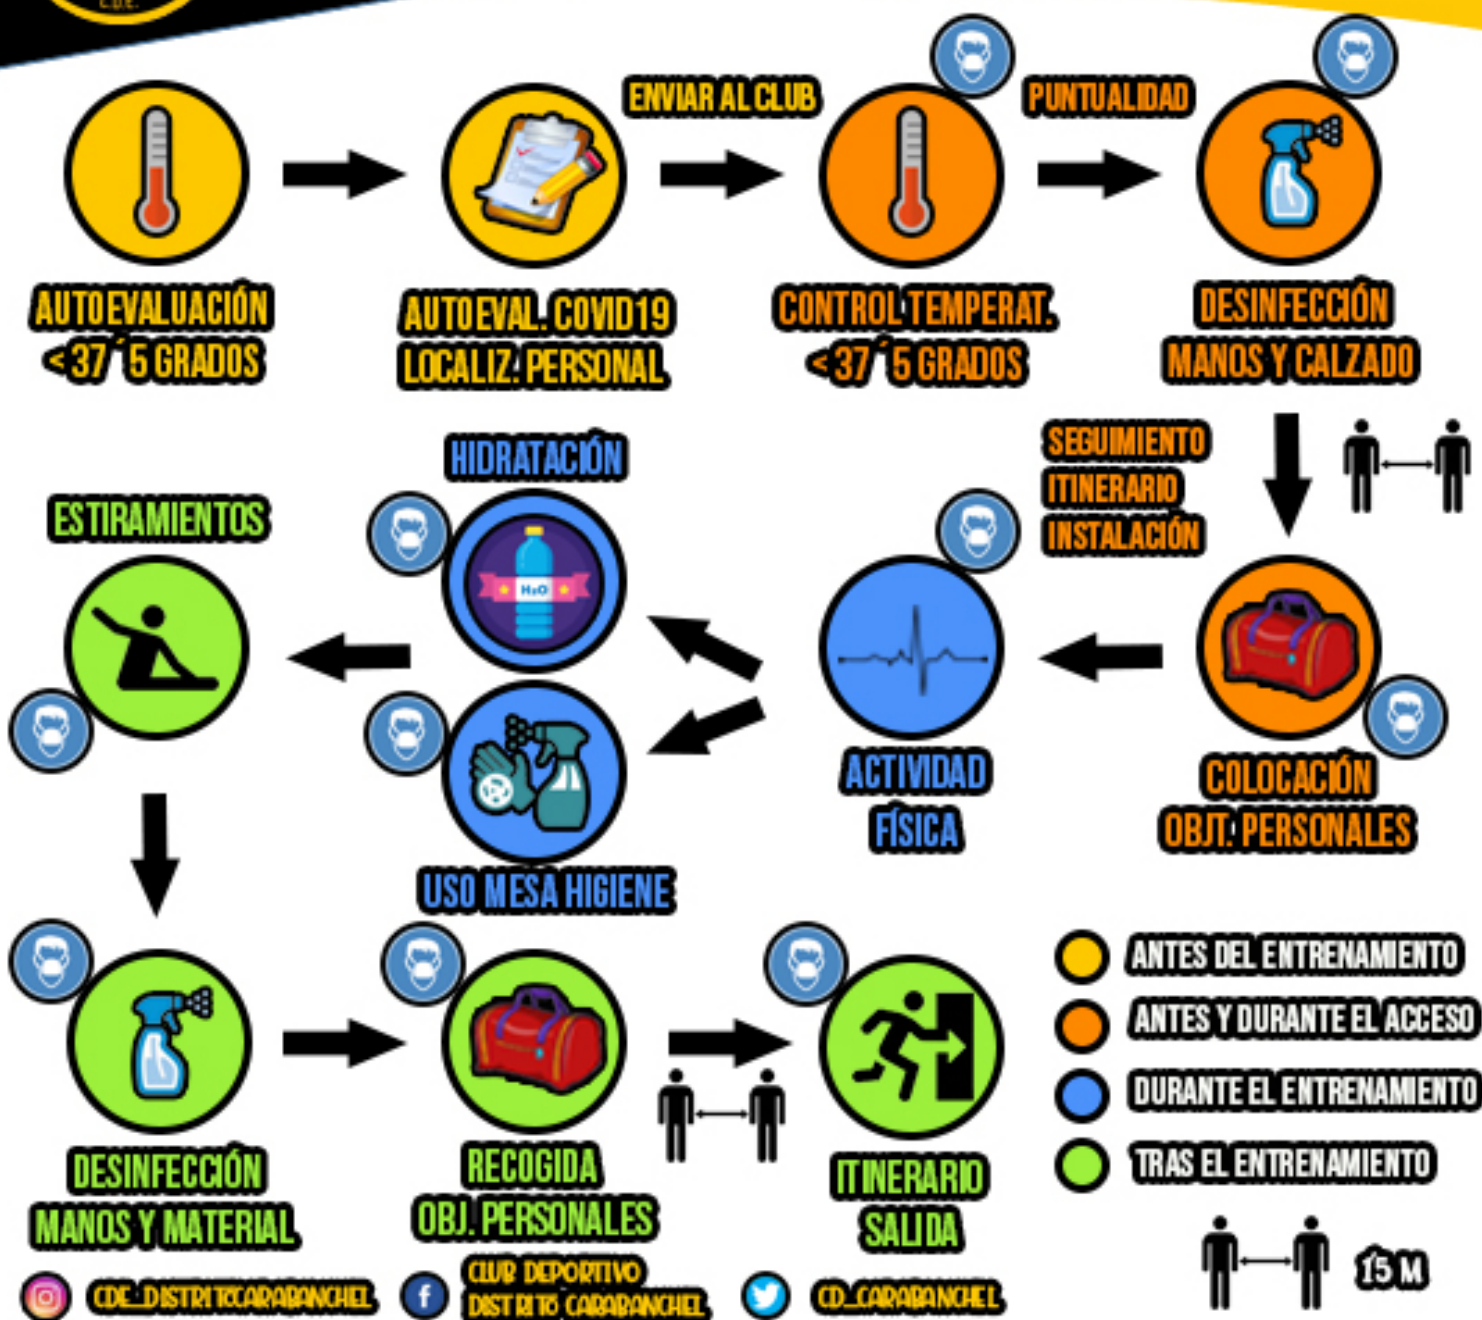 C.D.E.
ENVIAR AL CLUB
PUNTUALIDAD
AUTOEVALUACIÓN
< 37´5 GRADOS
AUTOEVAL. COVID19
LOCALIZ. PERSONAL
CONTROL TEMPERAT.
< 37´5 GRADOS
DESINFECCIÓN
MANOS Y CALZADO
SEGUIMIENTO
ITINERARIO
INSTALACIÓN
HIDRATACIÓN
H₂O
ESTIRAMIENTOS
ACTIVIDAD
FÍSICA
COLOCACIÓN
OBJT. PERSONALES
USO MESA HIGIENE
DESINFECCIÓN
MANOS Y MATERIAL
RECOGIDA
OBJ. PERSONALES
ITINERARIO
SALIDA
ANTES DEL ENTRENAMIENTO
ANTES Y DURANTE EL ACCESO
DURANTE EL ENTRENAMIENTO
TRAS EL ENTRENAMIENTO
1'5 M
CDE_DISTRITOCARABANCHEL
CLUB DEPORTIVO
DISTRITO CARABANCHEL
CD_CARABANCHEL